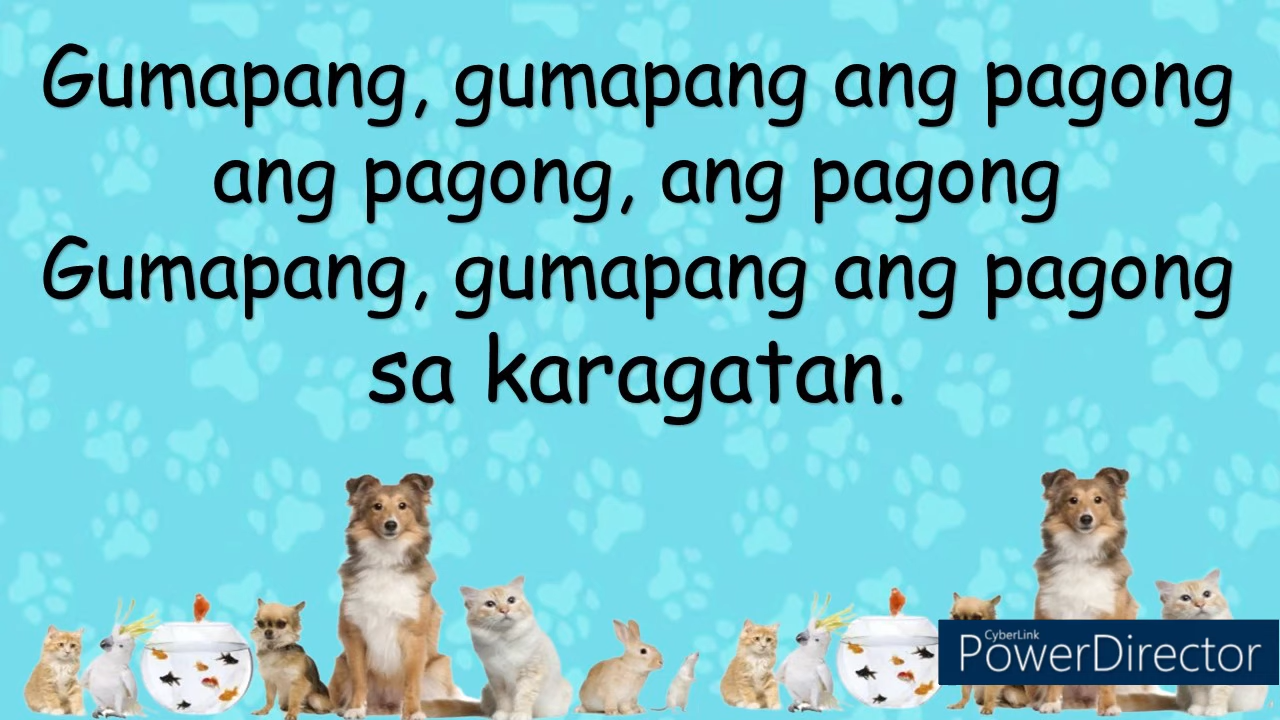 Gumapang, gumapang ang pagong
ang pagong, ang pagong
Gumapang, gumapang ang pagong
sa karagatan.
CyberLink
PowerDirector